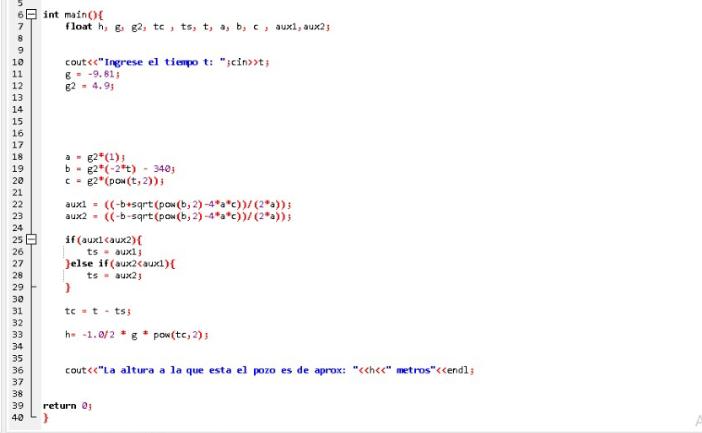 5
6 int main(){
7 float h, g, g2, tc , ts, t, a, b, c , aux1,aux2;
8
9
10 cout<<"Ingrese el tiempo t: ";cin>>t;
11 g = -9.81;
12 g2 = 4.9;
13
14
15
16
17
18 a = g2*(1);
19 b = g2*(-2*t) - 340;
20 c = g2*(pow(t,2));
21
22 aux1 = ((-b+sqrt(pow(b,2)-4*a*c))/(2*a));
23 aux2 = ((-b-sqrt(pow(b,2)-4*a*c))/(2*a));
24
25 if(aux1<aux2){
26 ts = aux1;
27 }else if(aux2<aux1){
28 ts = aux2;
29 }
30
31 tc = t - ts;
32
33 h= -1.0/2 * g * pow(tc,2);
34
35
36 cout<<"La altura a la que esta el pozo es de aprox: "<<h<<" metros"<<endl;
37
38
39 return 0;
40 }
A